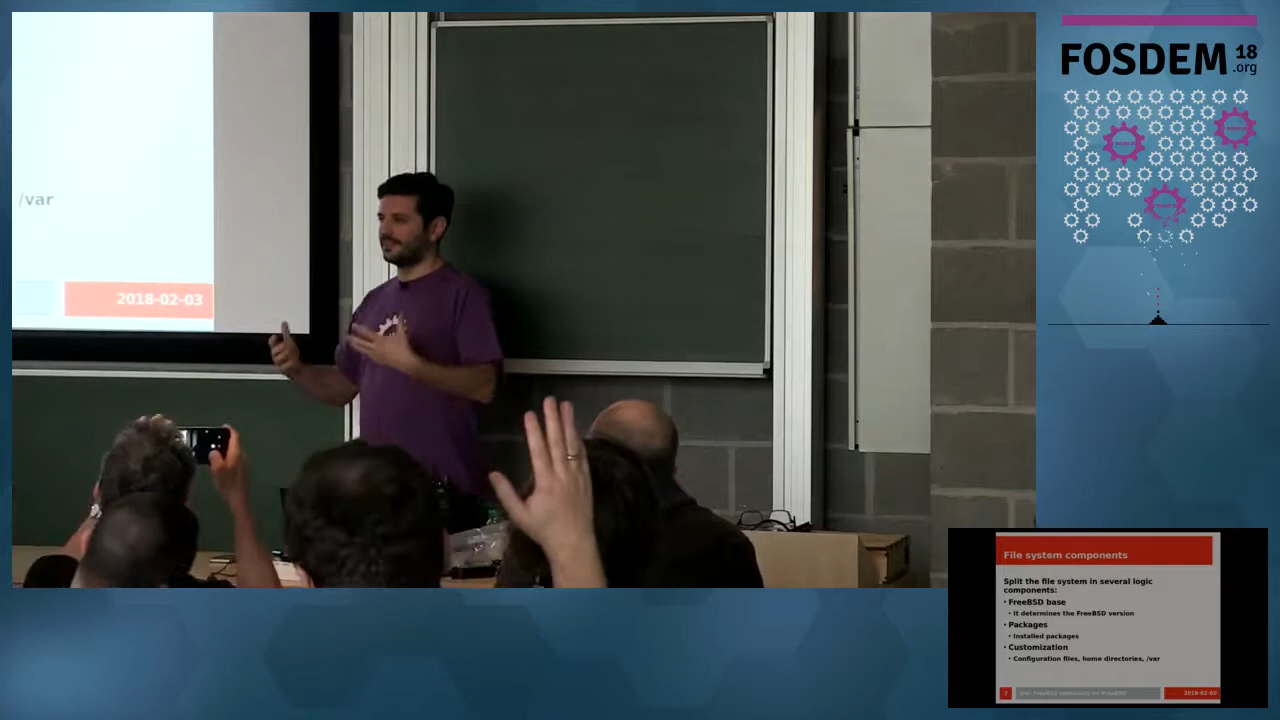 /var
2018-02-03
FOSDEM 18
.org
File system components
Split the file system in several logic
components:
• FreeBSD base
• It determines the FreeBSD version
• Packages
• Installed packages
• Customization
• Configuration files, home directories, /var
7
2018-02-03